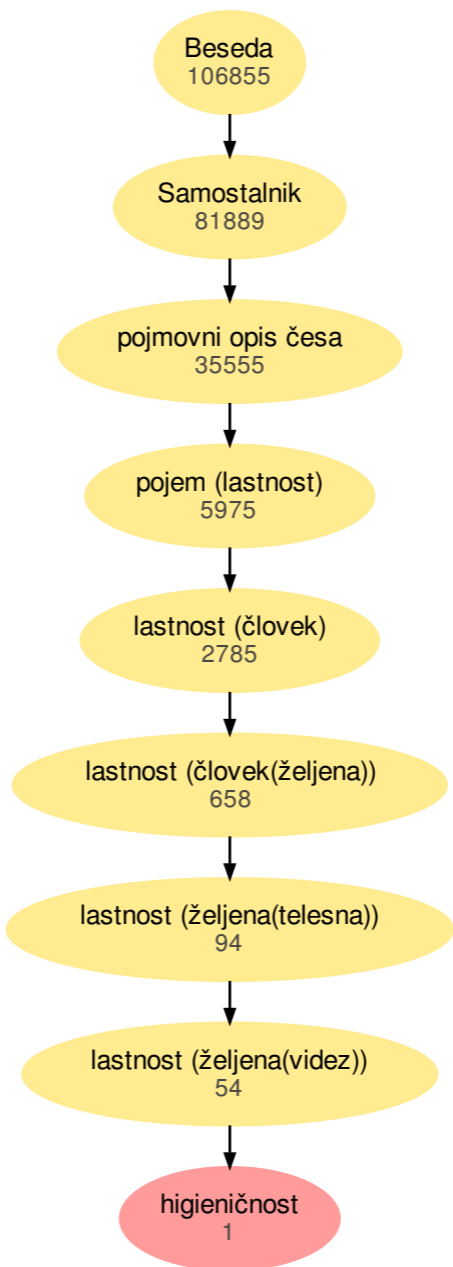 Beseda
106855
Samostalnik
81889
pojmovni opis česa
35555
pojem (lastnost)
5975
lastnost (človek)
2785
lastnost (človek(željena))
658
lastnost (željena(telesna))
94
lastnost (željena(videz))
54
higieničnost
1